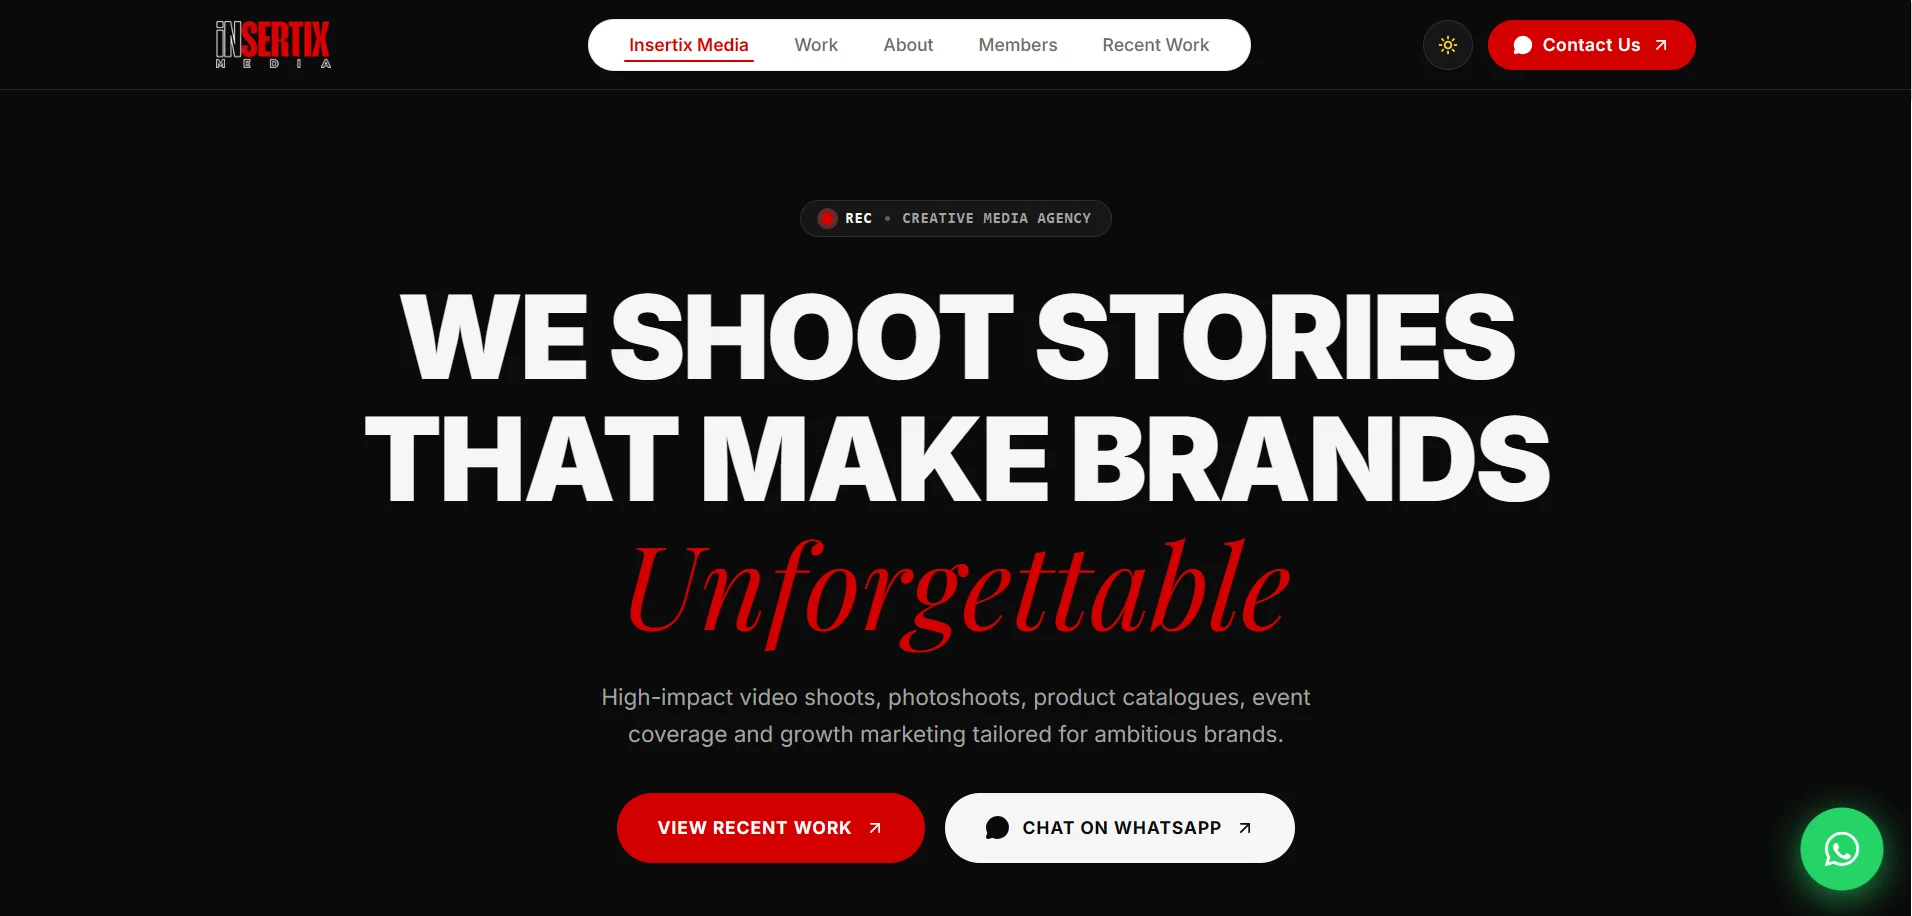 iNSERTIX
MEDIA
Insertix Media
Work
About
Members
Recent Work
Contact Us
REC • CREATIVE MEDIA AGENCY
WE SHOOT STORIES
THAT MAKE BRANDS
Unforgettable
High-impact video shoots, photoshoots, product catalogues, event
coverage and growth marketing tailored for ambitious brands.
VIEW RECENT WORK
CHAT ON WHATSAPP